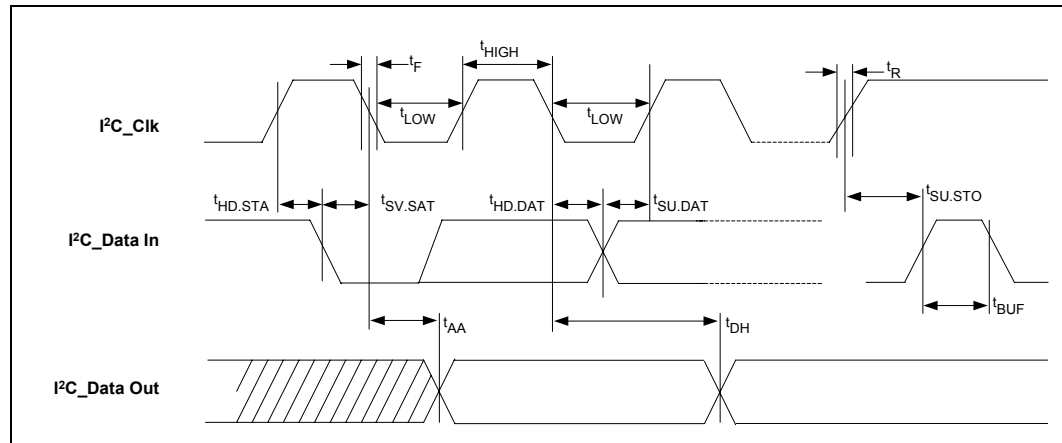 tF
tHIGH
tR
I²C_Clk
tLOW
tLOW
tHD.STA
tSV.SAT
tHD.DAT
tSU.DAT
tSU.STO
I²C_Data In
tBUF
tAA
tDH
I²C_Data Out